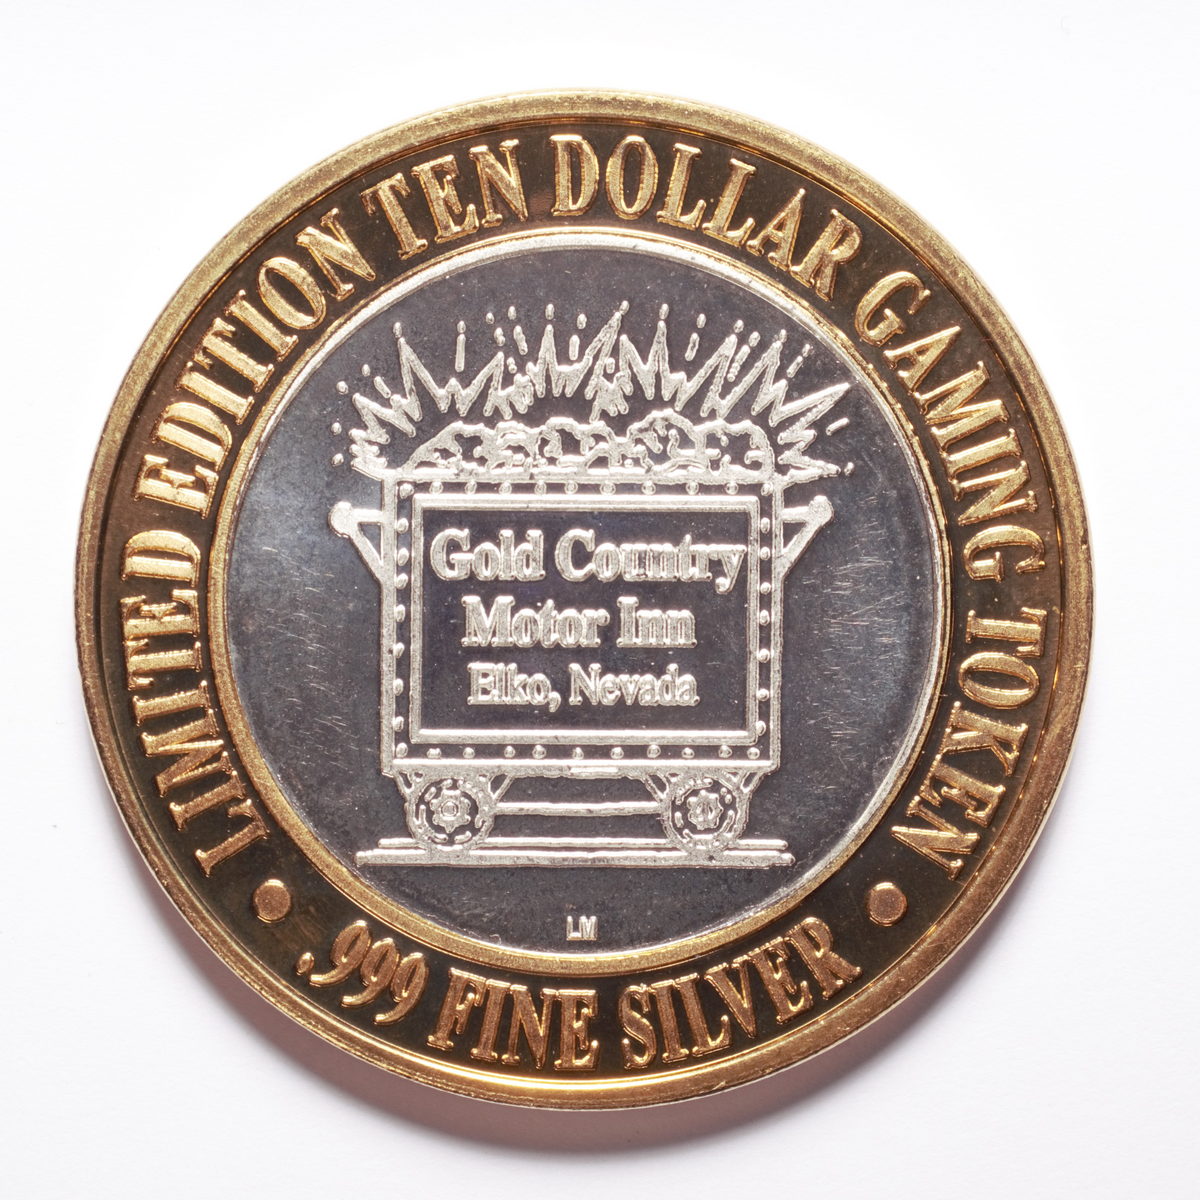 LIMITED EDITION TEN DOLLAR GAMING TOKEN
Gold Country
Motor Inn
Elko, Nevada
LM
.999 FINE SILVER